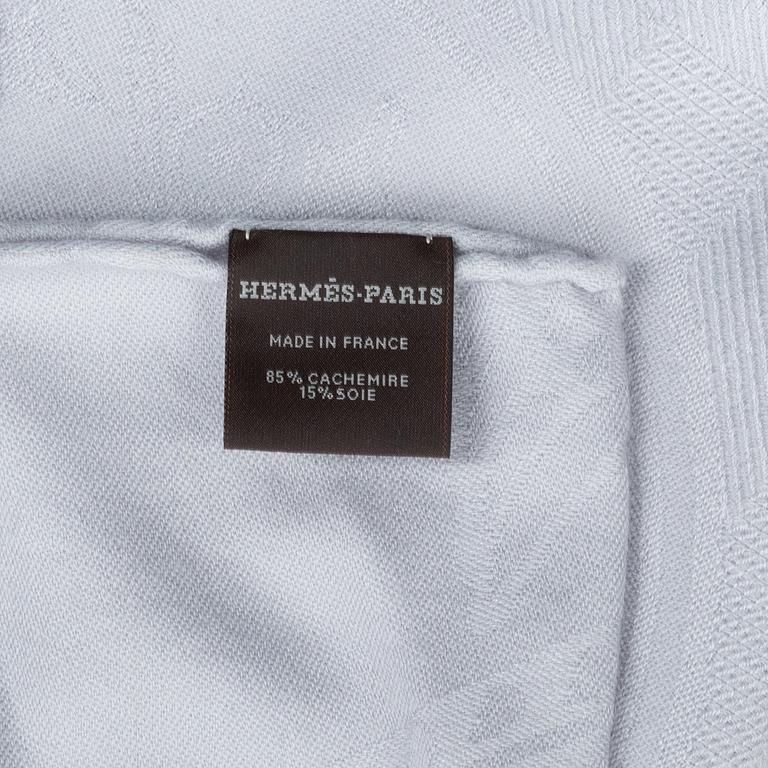 HERMÈS-PARIS
MADE IN FRANCE
85% CACHEMIRE
15% SOIE